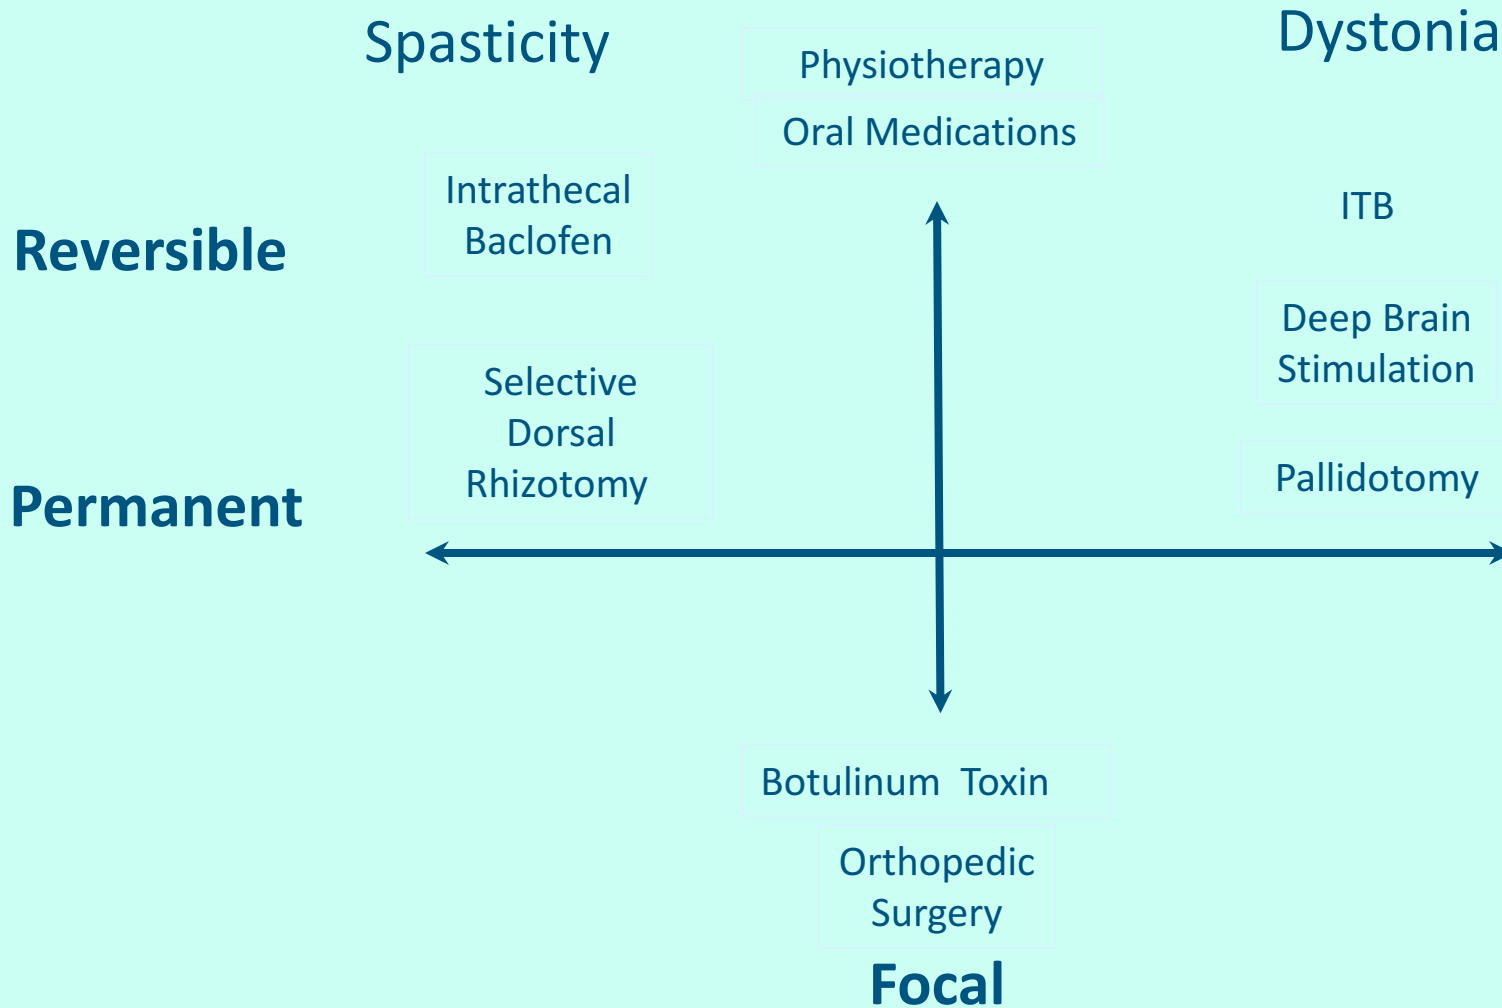 Spasticity
Dystonia
Physiotherapy
Oral Medications
Intrathecal
Baclofen
ITB
Reversible
Deep Brain
Stimulation
Selective
Dorsal
Rhizotomy
Pallidotomy
Permanent
Botulinum  Toxin
Orthopedic
Surgery
Focal